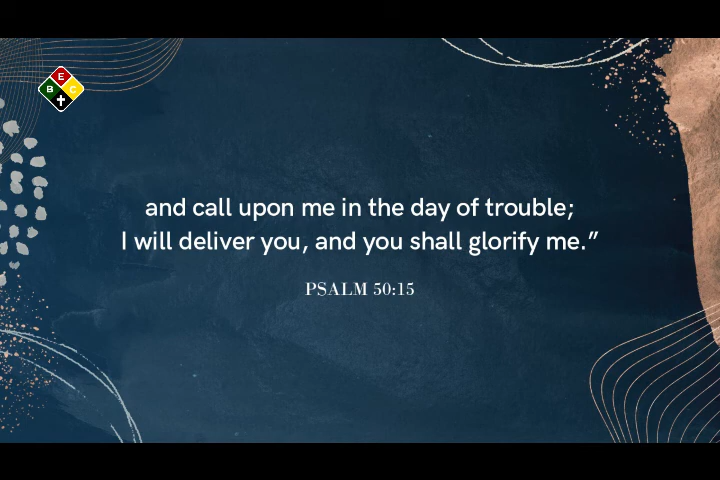 E
B C
and call upon me in the day of trouble;
I will deliver you, and you shall glorify me.”
PSALM 50:15